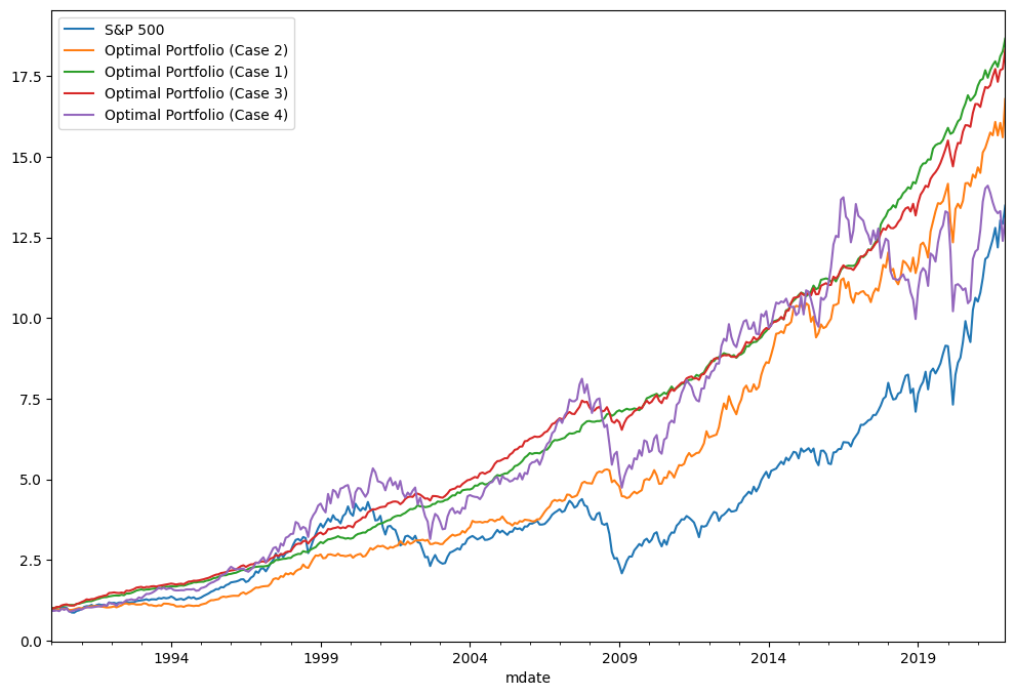 S&P 500
Optimal Portfolio (Case 2)
Optimal Portfolio (Case 1)
Optimal Portfolio (Case 3)
Optimal Portfolio (Case 4)
17.5
15.0
12.5
10.0
7.5
5.0
2.5
0.0
1994 1999 2004 2009 2014 2019
mdate